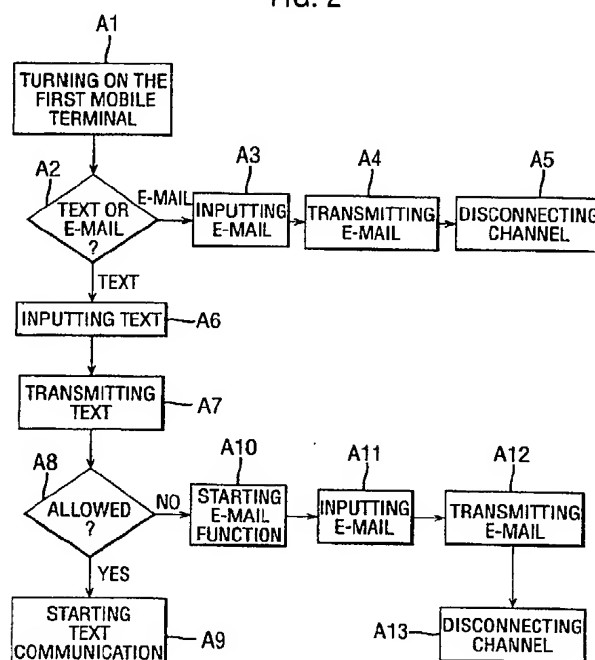 FIG. 2
A1
TURNING ON THE
FIRST MOBILE
TERMINAL
A2
TEXT OR
E-MAIL
?
E-MAIL
A3
INPUTTING
E-MAIL
A4
TRANSMITTING
E-MAIL
A5
DISCONNECTING
CHANNEL
TEXT
INPUTTING TEXT
A6
TRANSMITTING
TEXT
A7
A8
ALLOWED
?
NO
A10
STARTING
E-MAIL
FUNCTION
A11
INPUTTING
E-MAIL
A12
TRANSMITTING
E-MAIL
YES
STARTING
TEXT
COMMUNICATION
A9
A13
DISCONNECTING
CHANNEL